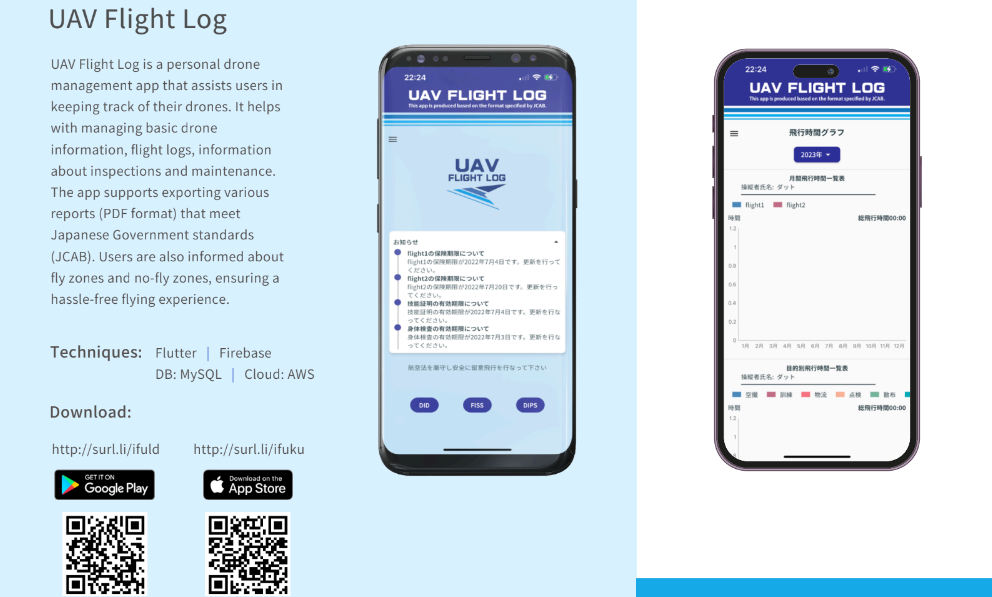 UAV Flight Log
UAV Flight Log is a personal drone
management app that assists users in
keeping track of their drones. It helps
with managing basic drone
information, flight logs, information
about inspections and maintenance.
The app supports exporting various
reports (PDF format) that meet
Japanese Government standards
(JCAB). Users are also informed about
fly zones and no-fly zones, ensuring a
hassle-free flying experience.
Techniques: Flutter | Firebase
DB: MySQL | Cloud: AWS
Download:
http://surl.li/ifuld http://surl.li/ifuku
GET IT ON
Google Play
Download on the
App Store
22:24
UAV FLIGHT LOG
This app is produced based on the format specified by JCAB.
UAV
FLIGHT LOG
お知らせ
flight1の保険期限について
flight1の保険期限が2022年7月4日です。更新を行って
ください。
flight2の保険期限について
flight2の保険期限が2022年7月20日です。更新を行っ
てください。
技能証明の有効期限について
技能証明の有効期限が2022年7月4日です。更新を行な
ってください。
身体検査の有効期限について
身体検査の有効期限が2022年7月3日です。更新を行な
ってください。
航空法を厳守し安全に留意飛行を行なって下さい
DID FISS DIPS
22:24
UAV FLIGHT LOG
This app is produced based on the format specified by JCAB.
飛行時間グラフ
2023年
月間飛行時間一覧表
操縦者氏名: ダット
flight1 flight2
時間 総飛行時間00:00
1.2
1
0.8
0.6
0.4
0.2
0
1月 2月 3月 4月 5月 6月 7月 8月 9月 10月 11月 12月
目的別飛行時間一覧表
操縦者氏名: ダット
空撮 訓練 物流 点検 散布
時間 総飛行時間00:00
1.2
1